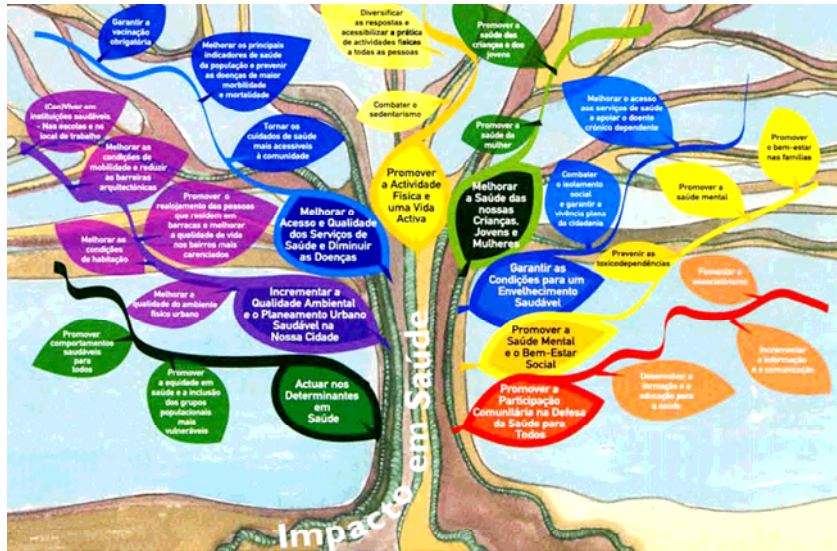 Garantir a
vacinação
obrigatória
Melhorar os principais
indicadores de saúde
da população e prevenir
as doenças de maior
morbilidade
e mortalidade
Tornar os
cuidados de saúde
mais acessíveis
à comunidade
Melhorar o
Acesso e Qualidade
dos Serviços de
Saúde e Diminuir
as Doenças
(Con)Viver em
instituições saudáveis
- Nas escolas e no
local de trabalho
Melhorar as
condições de
mobilidade e reduzir
as barreiras
arquitectónicas
Promover o
realojamento das pessoas
que residem em
barracas e melhorar
a qualidade de vida
nos bairros mais
carenciados
Melhorar as
condições
de habitação
Melhorar a
qualidade do ambiente
físico urbano
Incrementar a
Qualidade Ambiental
e o Planeamento Urbano
Saudável na
Nossa Cidade
Promover
comportamentos
saudáveis
para
todos
Promover
a equidade em
saúde e a inclusão
dos grupos
populacionais
mais
vulneráveis
Actuar nos
Determinantes
em
Saúde
Diversificar
as respostas e
acessibilizar a prática
de actividades físicas
a todas as pessoas
Combater o
sedentarismo
Promover
a Actividade
Física e
uma Vida
Activa
Promover
a saúde das
crianças e dos
jovens
Promover
a saúde da
mulher
Melhorar
a Saúde das
nossas
Crianças,
Jovens e
Mulheres
Melhorar o acesso
aos serviços de saúde
e apoiar o doente
crónico dependente
Combater
o isolamento
social
e garantir a
vivência plena
da cidadania
Garantir as
Condições para um
Envelhecimento
Saudável
Promover
o bem-estar
nas famílias
Promover
a saúde mental
Prevenir as
toxicodependências
Promover a
Saúde Mental
e o Bem-Estar
Social
Fomentar o
associativismo
Incrementar
a informação
e a comunicação
Desenvolver a
formação e a
educação para
a saúde
Promover a
Participação
Comunitária na Defesa
da Saúde para
Todos
Impacto em Saúde